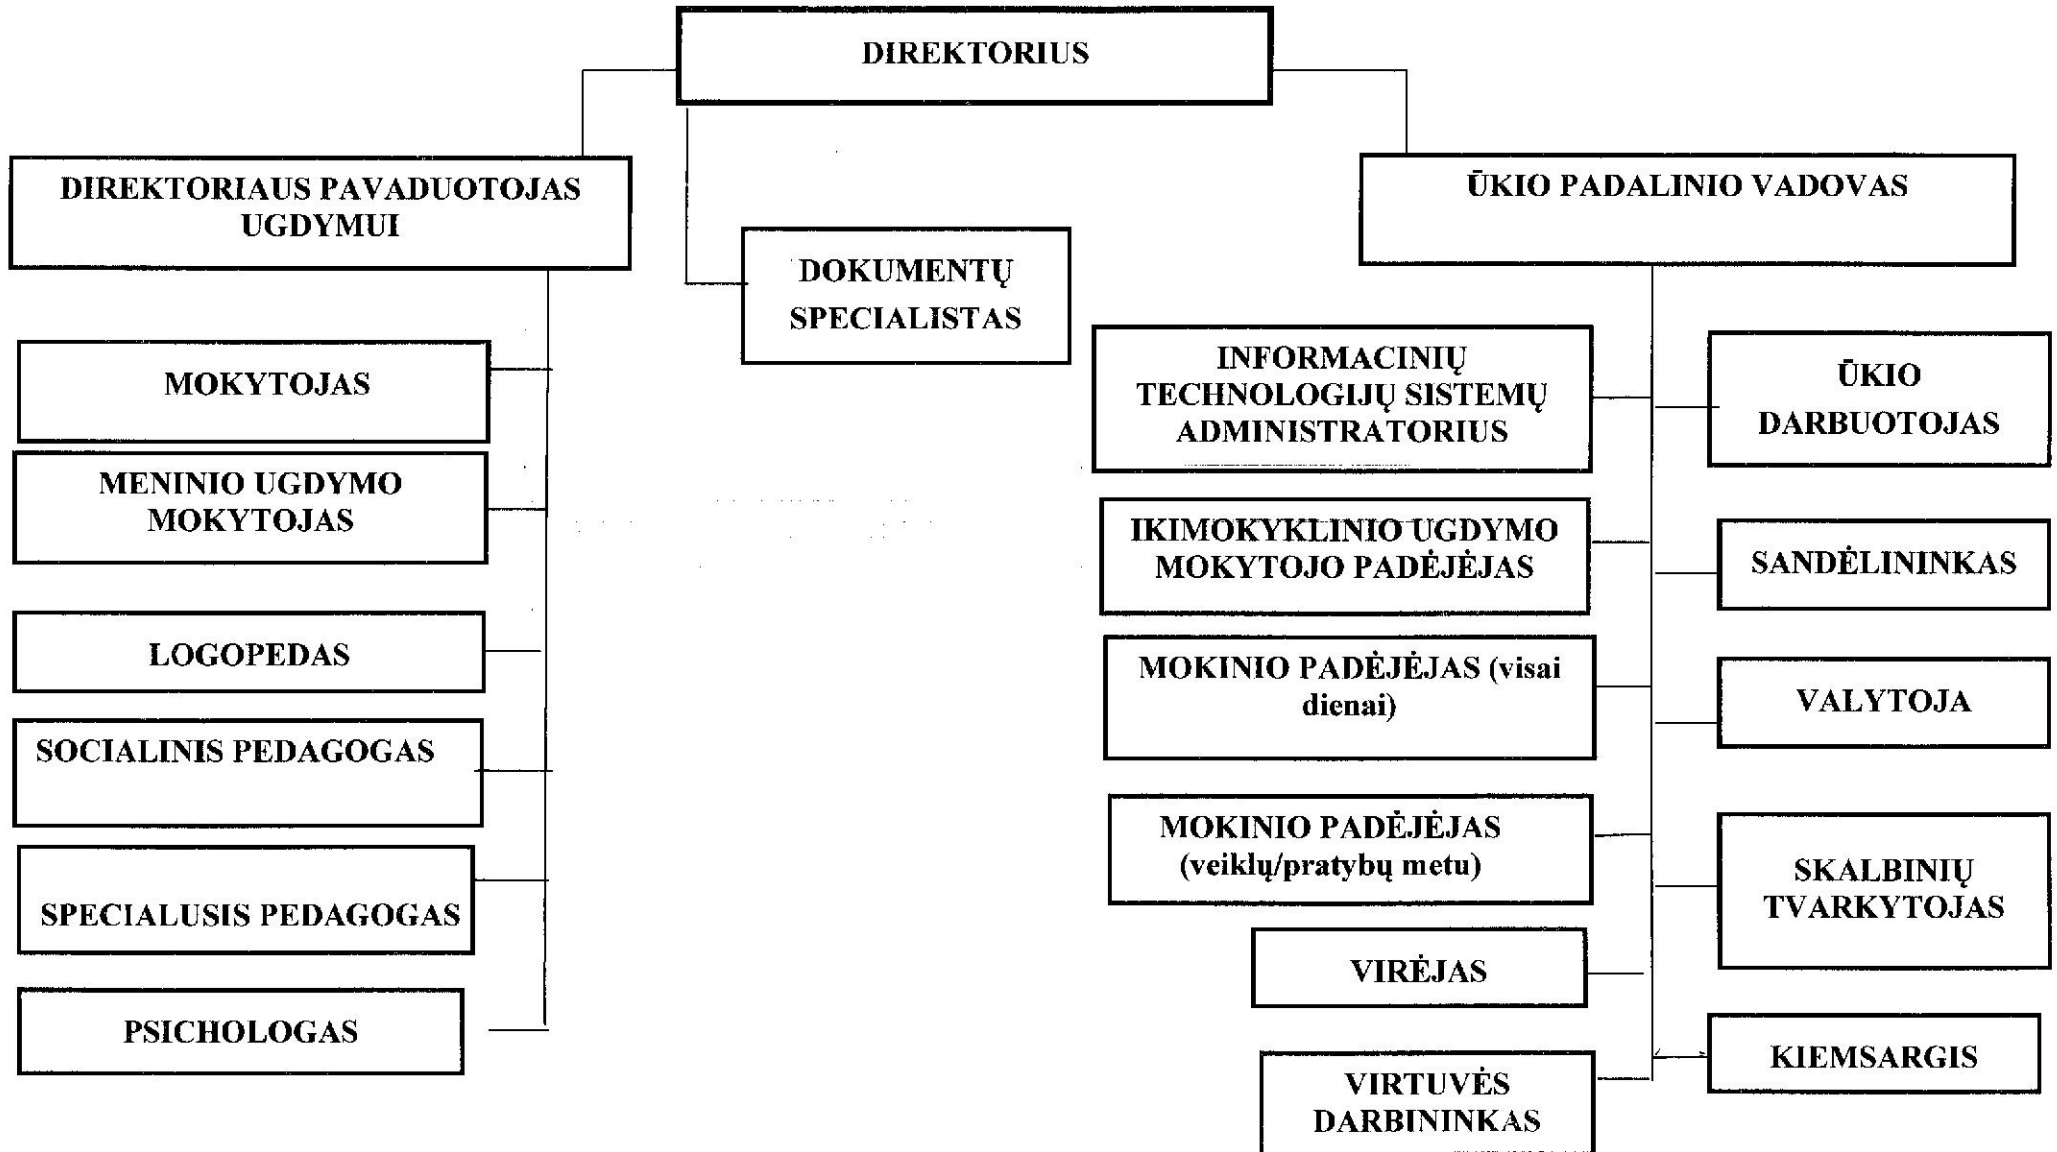 DIREKTORIUS
DIREKTORIAUS PAVADUOTOJAS
UGDYMUI
DOKUMENTŲ
SPECIALISTAS
ŪKIO PADALINIO VADOVAS
MOKYTOJAS
MENINIO UGDYMO
MOKYTOJAS
LOGOPEDAS
SOCIALINIS PEDAGOGAS
SPECIALUSIS PEDAGOGAS
PSICHOLOGAS
INFORMACINIŲ
TECHNOLOGIJŲ SISTEMŲ
ADMINISTRATORIUS
IKIMOKYKLINIO UGDYMO
MOKYTOJO PADĖJĖJAS
MOKINIO PADĖJĖJAS (visai
dienai)
MOKINIO PADĖJĖJAS
(veiklų/pratybų metu)
VIRĖJAS
VIRTUVĖS
DARBININKAS
ŪKIO
DARBUOTOJAS
SANDĖLININKAS
VALYTOJA
SKALBINIŲ
TVARKYTOJAS
KIEMSARGIS